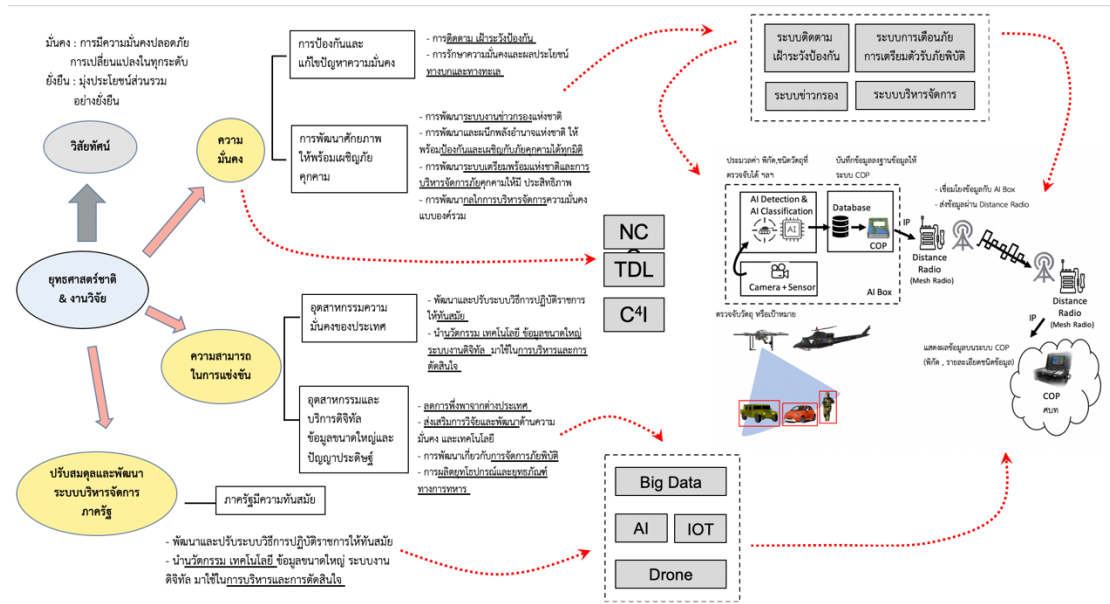 มั่นคง : การมีความมั่นคงปลอดภัย
การเปลี่ยนแปลงในทุกระดับ
ยั่งยืน : มุ่งประโยชน์ส่วนรวม
อย่างยั่งยืน
วิสัยทัศน์
ยุทธศาสตร์ชาติ
& งานวิจัย
ความ
มั่นคง
การป้องกันและ
แก้ไขปัญหาความมั่นคง
- การติดตาม เฝ้าระวังป้องกัน
- การรักษาความมั่นคงและผลประโยชน์
ทางบกและทางทะเล
การพัฒนาศักยภาพ
ให้พร้อมเผชิญภัย
คุกคาม
- การพัฒนาระบบงานข่าวกรองแห่งชาติ
- การพัฒนาและผนึกพลังอำนาจแห่งชาติ ให้
พร้อมป้องกันและเผชิญกับภัยคุกคามได้ทุกมิติ
- การพัฒนาระบบเตรียมพร้อมแห่งชาติและการ
บริหารจัดการภัยคุกคามให้มี ประสิทธิภาพ
- การพัฒนากลไกการบริหารจัดการความมั่นคง
แบบองค์รวม
ความสามารถ
ในการแข่งขัน
อุตสาหกรรมความ
มั่นคงของประเทศ
- พัฒนาและปรับระบบวิธีการปฏิบัติราชการ
ให้ทันสมัย
- นำนวัตกรรม เทคโนโลยี ข้อมูลขนาดใหญ่
ระบบงานดิจิทัล มาใช้ในการบริหารและการ
ตัดสินใจ
อุตสาหกรรมและ
บริการดิจิทัล
ข้อมูลขนาดใหญ่และ
ปัญญาประดิษฐ์
- ลดการพึ่งพาจากต่างประเทศ
- ส่งเสริมการวิจัยและพัฒนาด้านความ
มั่นคง และเทคโนโลยี
- การพัฒนาเกี่ยวกับการจัดการภัยพิบัติ
- การผลิตยุทโธปกรณ์และยุทธภัณฑ์
ทางการทหาร
ปรับสมดุลและพัฒนา
ระบบบริหารจัดการ
ภาครัฐ
ภาครัฐมีความทันสมัย
- พัฒนาและปรับระบบวิธีการปฏิบัติราชการให้ทันสมัย
- นำนวัตกรรม เทคโนโลยี ข้อมูลขนาดใหญ่ ระบบงาน
ดิจิทัล มาใช้ในการบริหารและการตัดสินใจ
NC
TDL
C⁴I
Big Data
AI
IOT
Drone
ระบบติดตาม
เฝ้าระวังป้องกัน
ระบบการเตือนภัย
การเตรียมตัวรับภัยพิบัติ
ระบบข่าวกรอง
ระบบบริหารจัดการ
ประมวลค่า พิกัด,ชนิดวัตถุที่
ตรวจจับได้ ฯลฯ
บันทึกข้อมูลลงฐานข้อมูลให้
ระบบ COP
AI Detection &
AI Classification
AI
Database
COP
Camera + Sensor
AI Box
IP
- เชื่อมโยงข้อมูลกับ AI Box
- ส่งข้อมูลผ่าน Distance Radio
Distance
Radio
(Mesh Radio)
Distance
Radio
(Mesh Radio)
IP
ตรวจจับวัตถุ หรือเป้าหมาย
แสดงผลข้อมูลบนระบบ COP
(พิกัด , รายละเอียดชนิดข้อมูล)
COP
ศบท